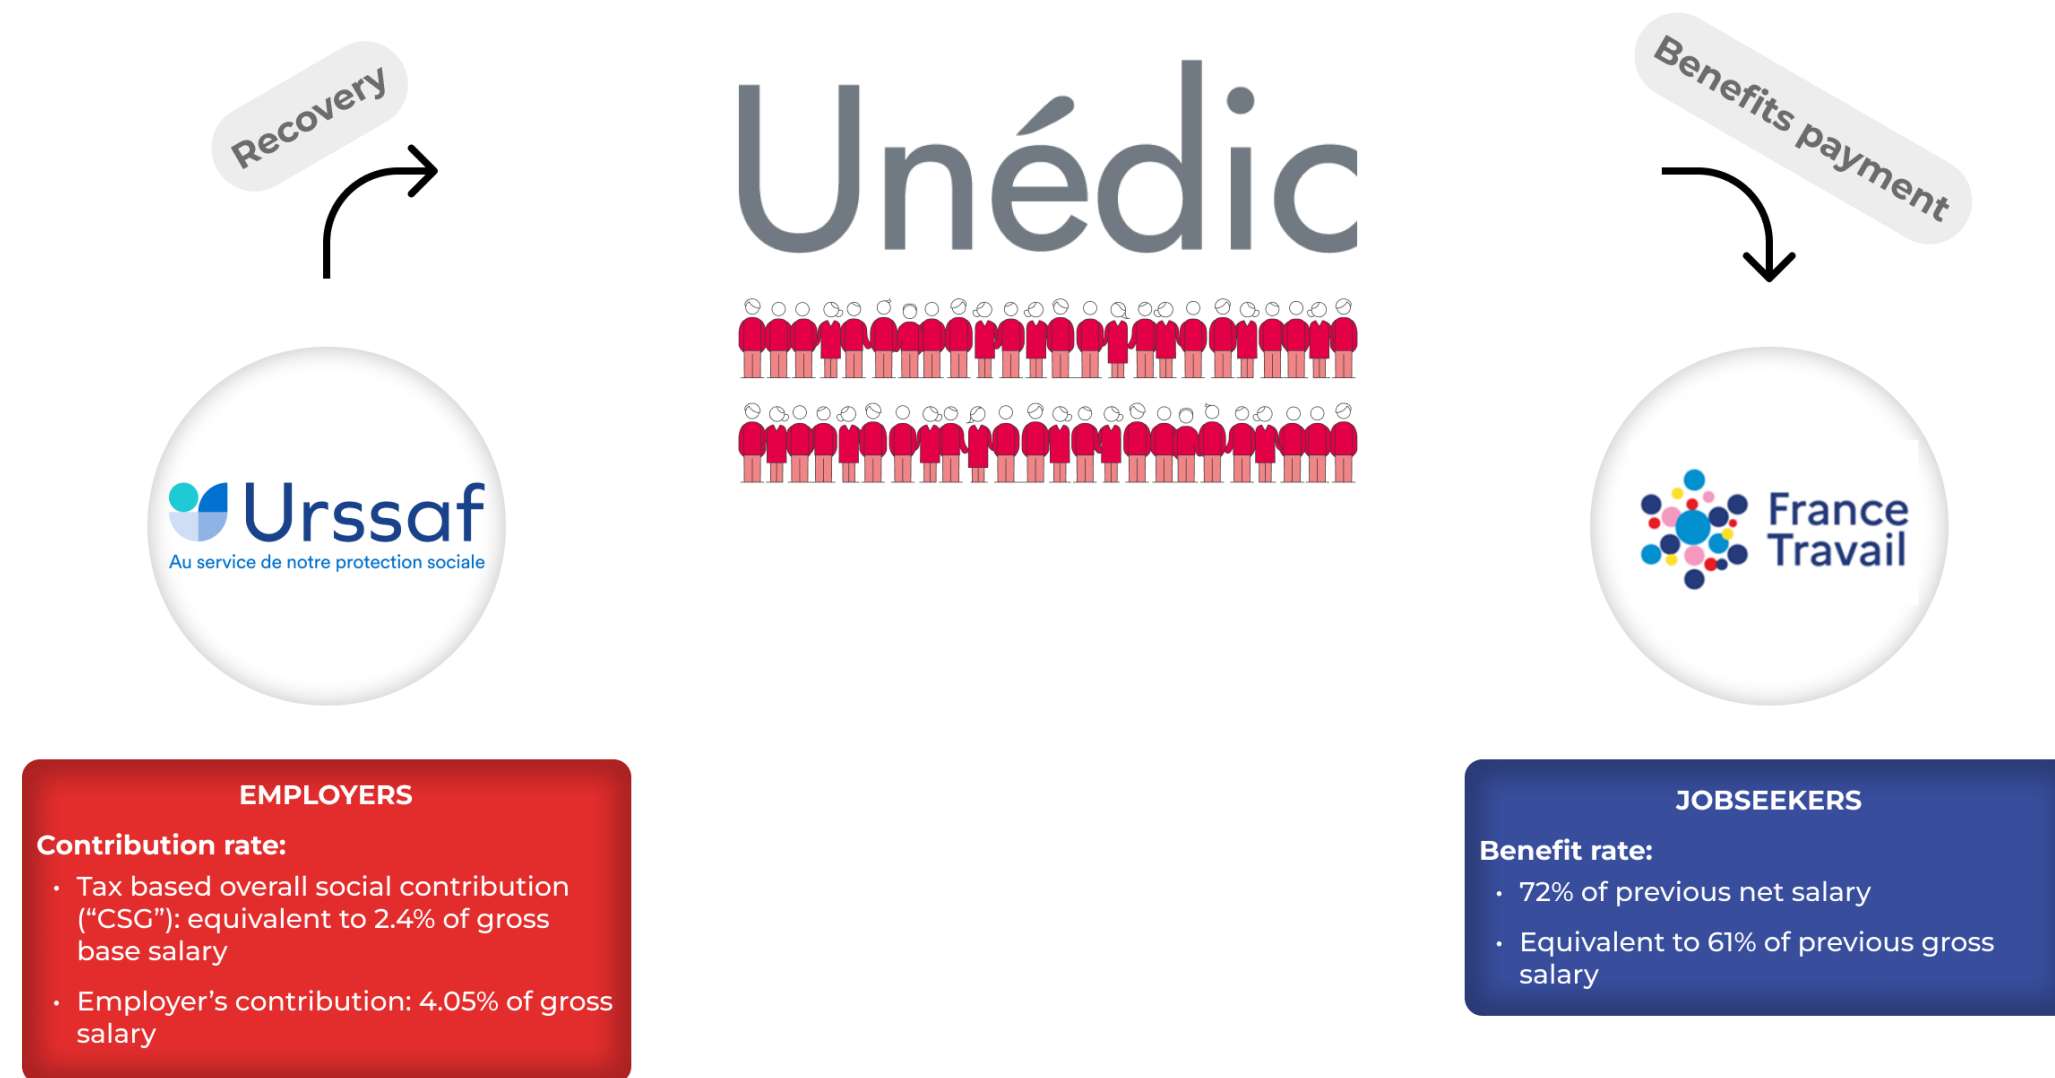 Recovery
Unédic
Benefits payment
Urssaf
Au service de notre protection sociale
France
Travail
EMPLOYERS
Contribution rate:
• Tax based overall social contribution
(“CSG”): equivalent to 2.4% of gross
base salary
• Employer’s contribution: 4.05% of gross
salary
JOBSEEKERS
Benefit rate:
• 72% of previous net salary
• Equivalent to 61% of previous gross
salary